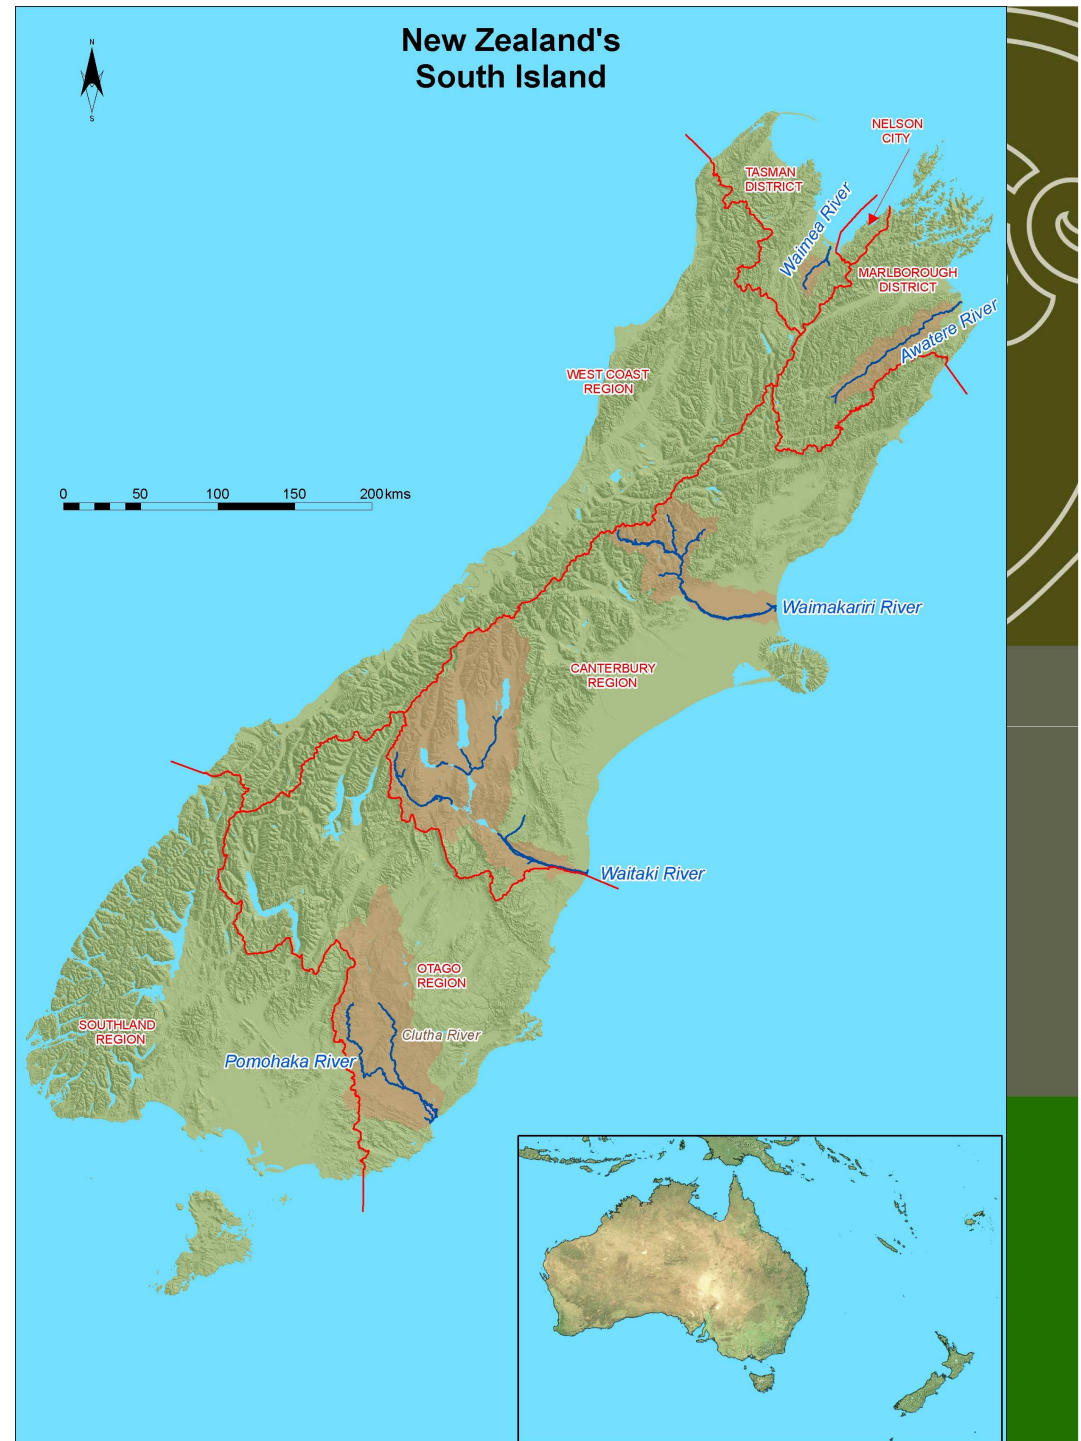 New Zealand's
South Island
N
S
NELSON
CITY
TASMAN
DISTRICT
Waimea River
MARLBOROUGH
DISTRICT
Awatere River
WEST COAST
REGION
0 50 100 150 200 kms
Waimakariri River
CANTERBURY
REGION
Waitaki River
OTAGO
REGION
SOUTHLAND
REGION
Clutha River
Pomohaka River